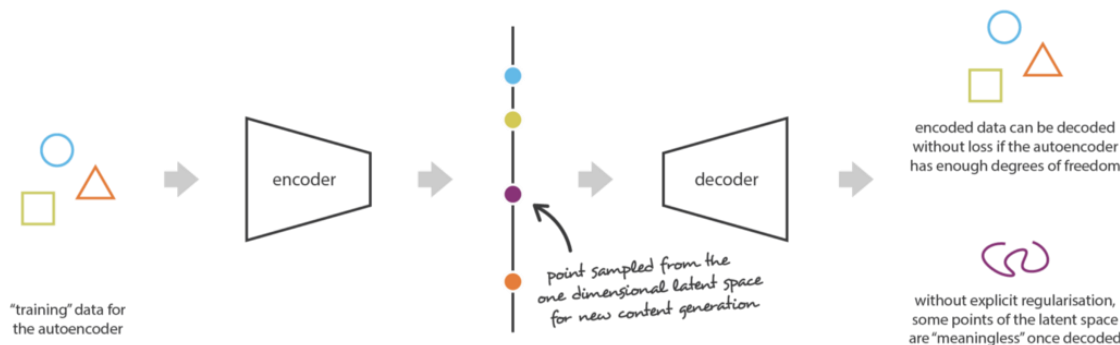 "training" data for
the autoencoder
encoder
point sampled from the
one dimensional latent space
for new content generation
decoder
encoded data can be decoded
without loss if the autoencoder
has enough degrees of freedom
without explicit regularisation,
some points of the latent space
are "meaningless" once decoded